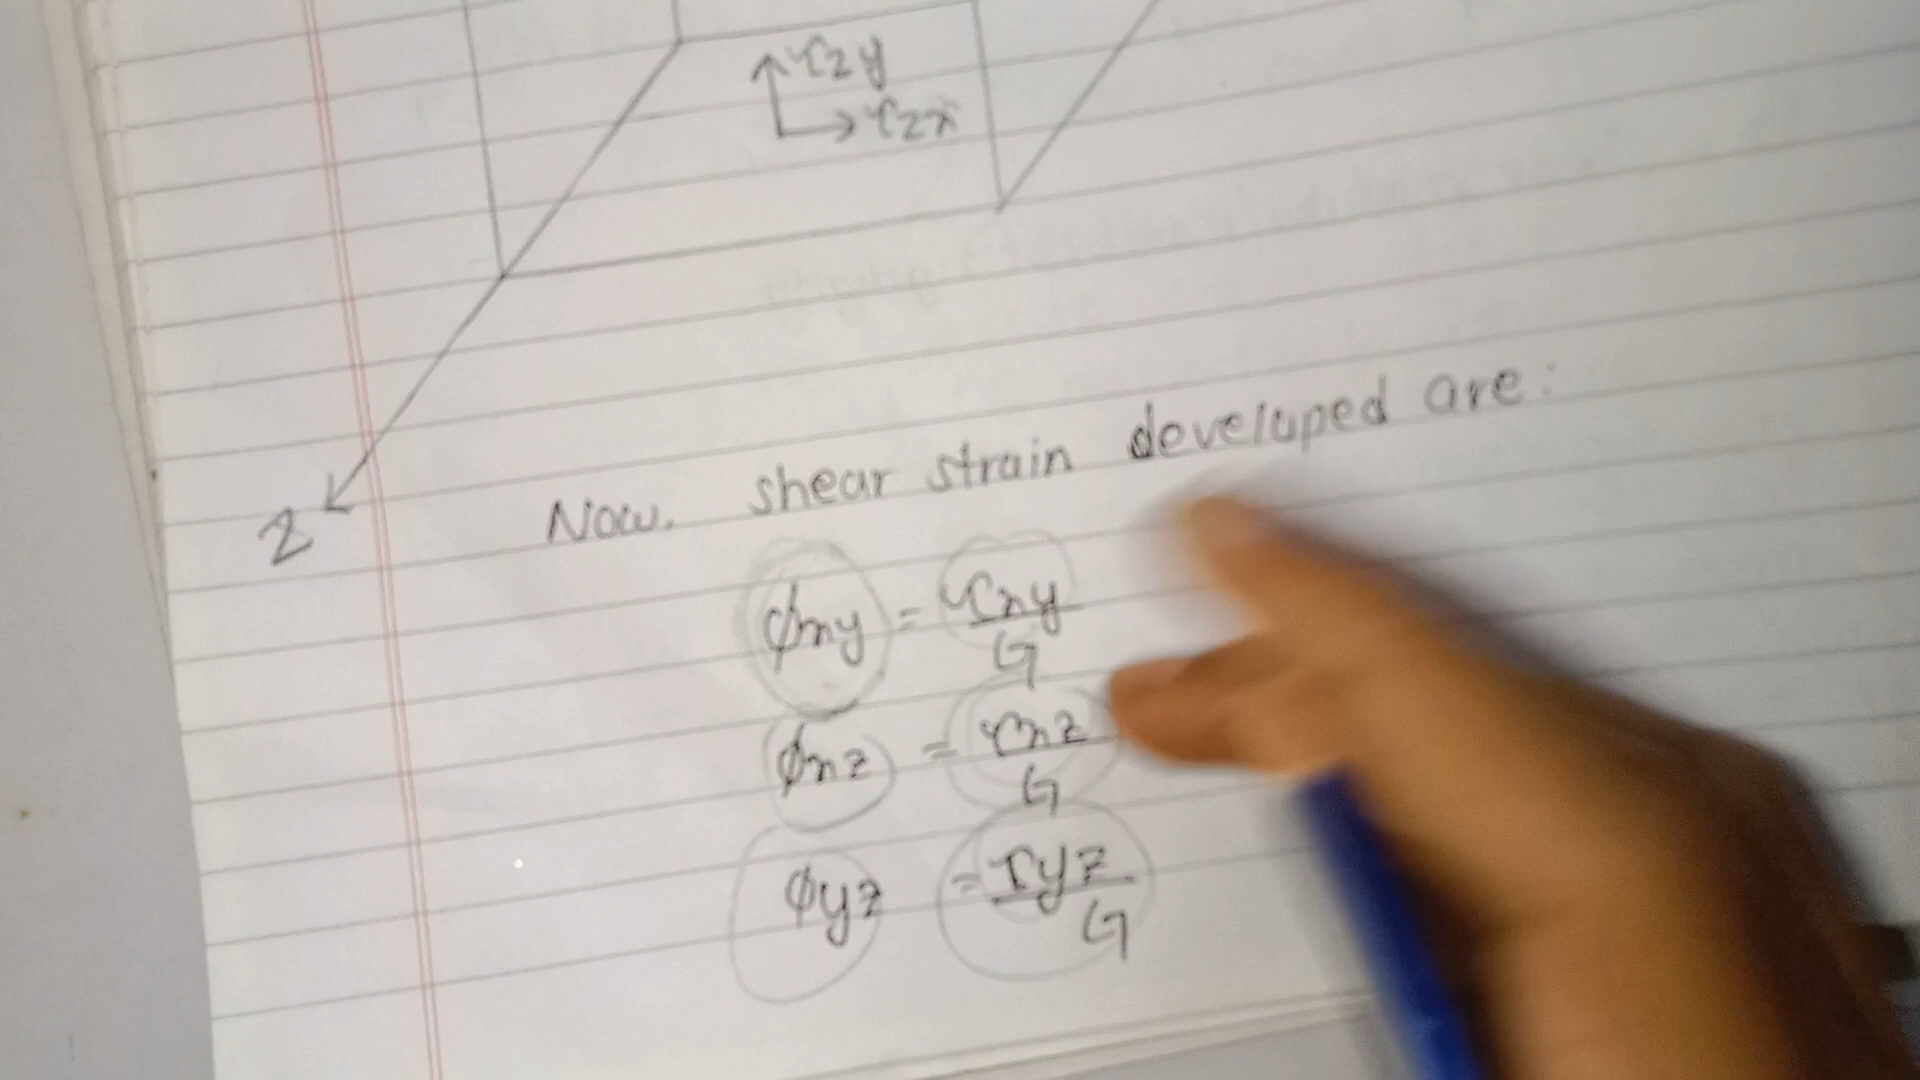 τzy
τzx
z
Now, shear strain developed are:
ϕxy = τxy/G
ϕxz = τxz/G
ϕyz = τyz/G